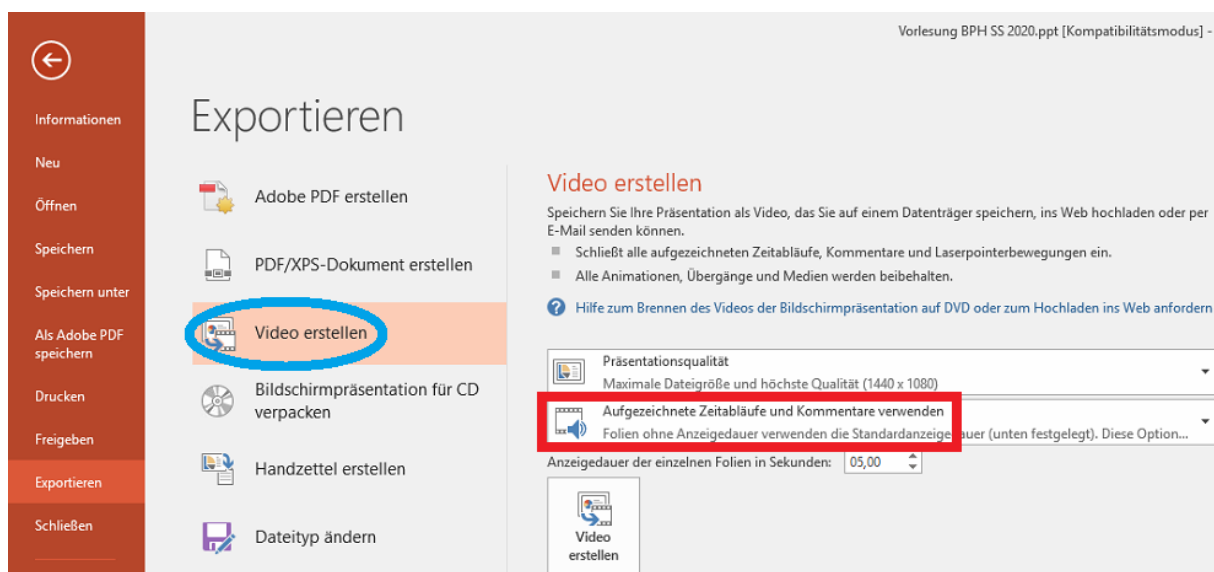 Vorlesung BPH SS 2020.ppt [Kompatibilitätsmodus] -
Informationen
Neu
Öffnen
Speichern
Speichern unter
Als Adobe PDF
speichern
Drucken
Freigeben
Exportieren
Schließen
Exportieren
Adobe PDF erstellen
PDF/XPS-Dokument erstellen
Video erstellen
Bildschirmpräsentation für CD
verpacken
Handzettel erstellen
Dateityp ändern
Video erstellen
Speichern Sie Ihre Präsentation als Video, das Sie auf einem Datenträger speichern, ins Web hochladen oder per
E-Mail senden können.
Schließt alle aufgezeichneten Zeitabläufe, Kommentare und Laserpointerbewegungen ein.
Alle Animationen, Übergänge und Medien werden beibehalten.
Hilfe zum Brennen des Videos der Bildschirmpräsentation auf DVD oder zum Hochladen ins Web anfordern
Präsentationsqualität
Maximale Dateigröße und höchste Qualität (1440 x 1080)
Aufgezeichnete Zeitabläufe und Kommentare verwenden
Folien ohne Anzeigedauer verwenden die Standardanzeigedauer (unten festgelegt). Diese Option...
Anzeigedauer der einzelnen Folien in Sekunden: 05,00
Video
erstellen